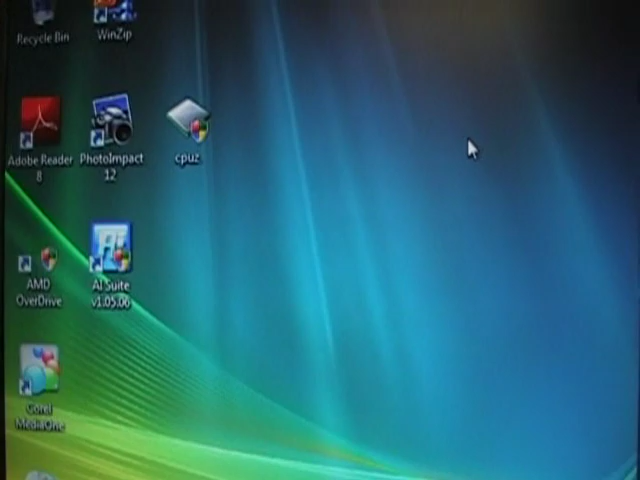 Recycle Bin
WinZip
Adobe Reader
8
PhotoImpact
12
cpuz
AMD
OverDrive
AI Suite
v1.05.06
Corel
MediaOne